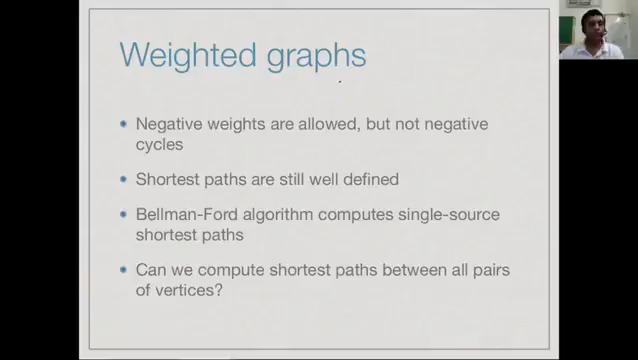 Weighted graphs
Negative weights are allowed, but not negative
cycles
Shortest paths are still well defined
Bellman-Ford algorithm computes single-source
shortest paths
Can we compute shortest paths between all pairs
of vertices?